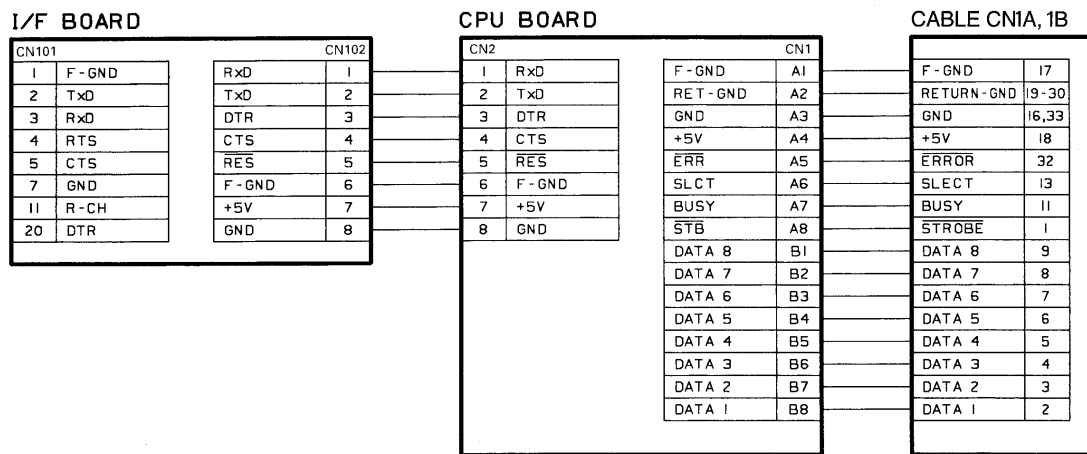 I/F BOARD
CPU BOARD
CABLE CN1A, 1B
CN101 CN102
1 F-GND RxD 1
2 TxD TxD 2
3 RxD DTR 3
4 RTS CTS 4
5 CTS RES 5
7 GND F-GND 6
11 R-CH +5V 7
20 DTR GND 8
CN2 CN1
1 RxD F-GND A1
2 TxD RET-GND A2
3 DTR GND A3
4 CTS +5V A4
5 RES ERR A5
6 F-GND SLCT A6
7 +5V BUSY A7
8 GND STB A8
DATA 8 B1
DATA 7 B2
DATA 6 B3
DATA 5 B4
DATA 4 B5
DATA 3 B6
DATA 2 B7
DATA 1 B8
F-GND 17
RETURN-GND 19-30
GND 16,33
+5V 18
ERROR 32
SLECT 13
BUSY 11
STROBE 1
DATA 8 9
DATA 7 8
DATA 6 7
DATA 5 6
DATA 4 5
DATA 3 4
DATA 2 3
DATA 1 2